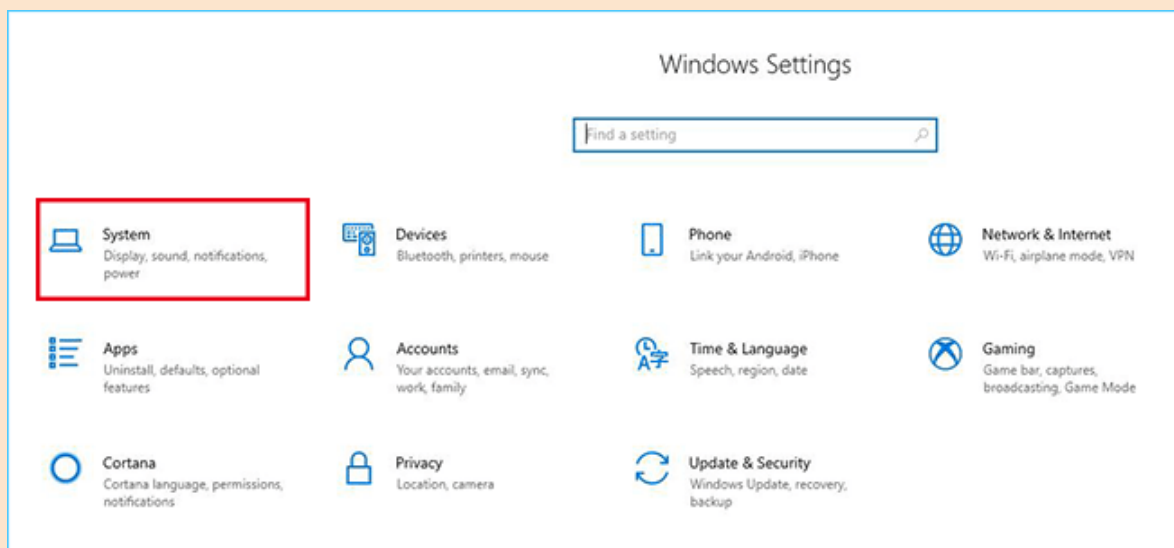 Windows Settings
Find a setting
System
Display, sound, notifications,
power
Devices
Bluetooth, printers, mouse
Phone
Link your Android, iPhone
Network & Internet
Wi-Fi, airplane mode, VPN
Apps
Uninstall, defaults, optional
features
Accounts
Your accounts, email, sync,
work, family
Time & Language
Speech, region, date
Gaming
Game bar, captures,
broadcasting, Game Mode
Cortana
Cortana language, permissions,
notifications
Privacy
Location, camera
Update & Security
Windows Update, recovery,
backup